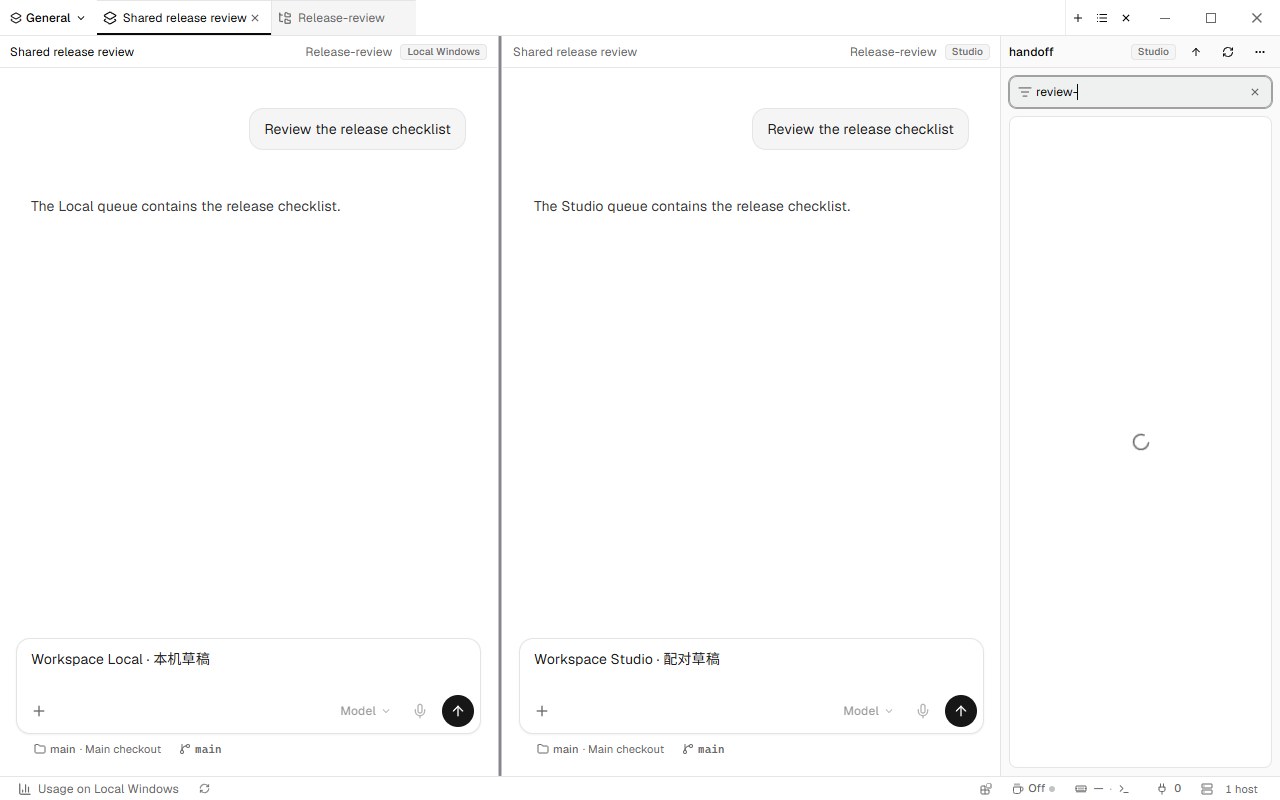 General
Shared release review
Release-review
Shared release review
Release-review
Local Windows
Shared release review
Release-review
Studio
handoff
Studio
review-
Review the release checklist
The Local queue contains the release checklist.
Review the release checklist
The Studio queue contains the release checklist.
Workspace Local · 本机草稿
Model
main · Main checkout
main
Workspace Studio · 配对草稿
Model
main · Main checkout
main
Usage on Local Windows
Off
— ·
0
1 host